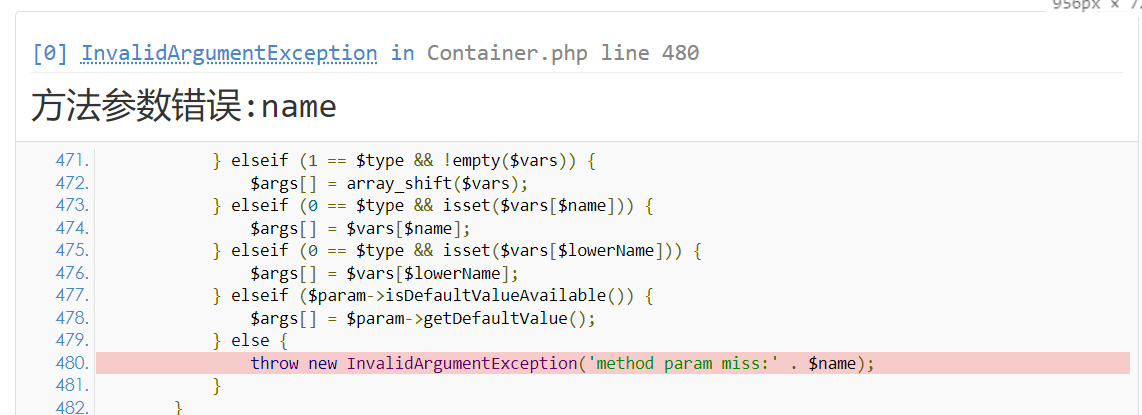 956px × 7
[0] InvalidArgumentException in Container.php line 480
方法参数错误:name
471. } elseif (1 == $type && !empty($vars)) {
472. $args[] = array_shift($vars);
473. } elseif (0 == $type && isset($vars[$name])) {
474. $args[] = $vars[$name];
475. } elseif (0 == $type && isset($vars[$lowerName])) {
476. $args[] = $vars[$lowerName];
477. } elseif ($param->isDefaultValueAvailable()) {
478. $args[] = $param->getDefaultValue();
479. } else {
480. throw new InvalidArgumentException('method param miss:' . $name);
481. }
482. }